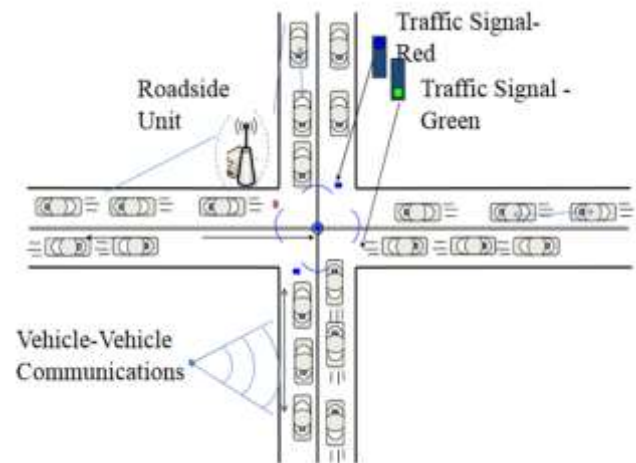 Traffic Signal-
Red
Roadside
Unit
Traffic Signal -
Green
Vehicle-Vehicle
Communications